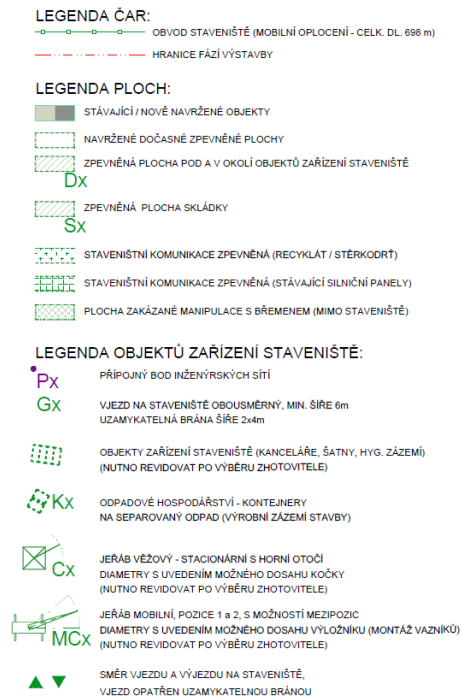 LEGENDA ČAR:
OBVOD STAVENIŠTĚ (MOBILNÍ OPLOCENÍ - CELK. DL. 698 m)
HRANICE FÁZÍ VÝSTAVBY
LEGENDA PLOCH:
STÁVAJÍCÍ / NOVĚ NAVRŽENÉ OBJEKTY
NAVRŽENÉ DOČASNÉ ZPEVNĚNÉ PLOCHY
ZPEVNĚNÁ PLOCHA POD A V OKOLÍ OBJEKTŮ ZAŘÍZENÍ STAVENIŠTĚ
Dx
ZPEVNĚNÁ PLOCHA SKLÁDKY
Sx
STAVENIŠTNÍ KOMUNIKACE ZPEVNĚNÁ (RECYKLÁT / ŠTĚRKODRŤ)
STAVENIŠTNÍ KOMUNIKACE ZPEVNĚNÁ (STÁVAJÍCÍ SILNIČNÍ PANELY)
PLOCHA ZAKÁZANÉ MANIPULACE S BŘEMENEM (MIMO STAVENIŠTĚ)
LEGENDA OBJEKTŮ ZAŘÍZENÍ STAVENIŠTĚ:
Px PŘÍPOJNÝ BOD INŽENÝRSKÝCH SÍTÍ
Gx VJEZD NA STAVENIŠTĚ OBOUSMĚRNÝ, MIN. ŠÍŘE 6m
UZAMYKATELNÁ BRÁNA ŠÍŘE 2x4m
OBJEKTY ZAŘÍZENÍ STAVENIŠTĚ (KANCELÁŘE, ŠATNY, HYG. ZÁZEMÍ)
(NUTNO REVIDOVAT PO VÝBĚRU ZHOTOVITELE)
Kx ODPADOVÉ HOSPODÁŘSTVÍ - KONTEJNERY
NA SEPAROVANÝ ODPAD (VÝROBNÍ ZÁZEMÍ STAVBY)
JEŘÁB VĚŽOVÝ - STACIONÁRNÍ S HORNÍ OTOČÍ
Cx DIAMETRY S UVEDENÍM MOŽNÉHO DOSAHU KOČKY
(NUTNO REVIDOVAT PO VÝBĚRU ZHOTOVITELE)
JEŘÁB MOBILNÍ, POZICE 1 a 2, S MOŽNOSTÍ MEZIPOZIC
MCx DIAMETRY S UVEDENÍM MOŽNÉHO DOSAHU VÝLOŽNÍKU (MONTÁŽ VAZNÍKŮ)
(NUTNO REVIDOVAT PO VÝBĚRU ZHOTOVITELE)
SMĚR VJEZDU A VÝJEZDU NA STAVENIŠTĚ,
VJEZD OPATŘEN UZAMYKATELNOU BRÁNOU